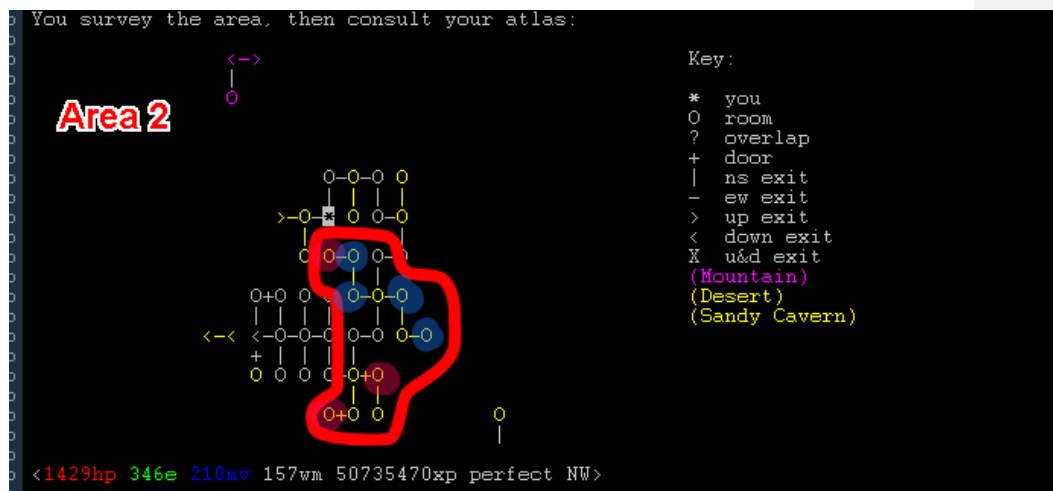 You survey the area, then consult your atlas:
<-> Key:
|
O * you
Area 2 O room
? overlap
+ door
O-O-O O | ns exit
| | | | - ew exit
>-O-* O O-O > up exit
| | < down exit
O O-O O-O X u&d exit
| | (Mountain)
O+O O O O-O-O (Desert)
| | | | | | (Sandy Cavern)
<-< <-O-O-O O-O O-O
+ | | | |
O O O O-O+O
| |
O+O O O
|
<1429hp 346e 210mv 157wm 50735470xp perfect NW>